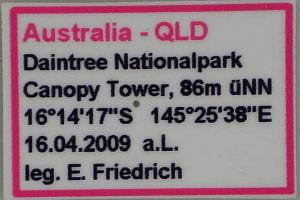 Australia - QLD
Daintree Nationalpark
Canopy Tower, 86m üNN
16°14'17"S 145°25'38"E
16.04.2009 a.L.
leg. E. Friedrich